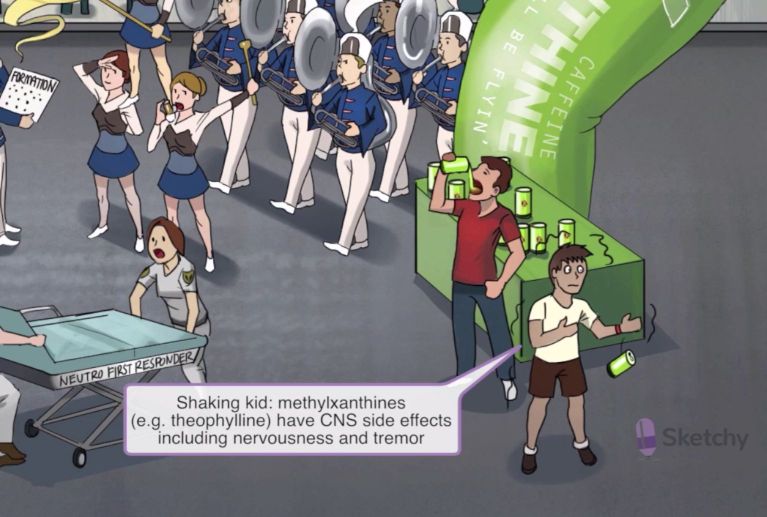 FORMATION
THINE
CAFFEINE
LL BE FLYIN'
NEUTRO FIRST RESPONDER
Shaking kid: methylxanthines
(e.g. theophylline) have CNS side effects
including nervousness and tremor
Sketchy